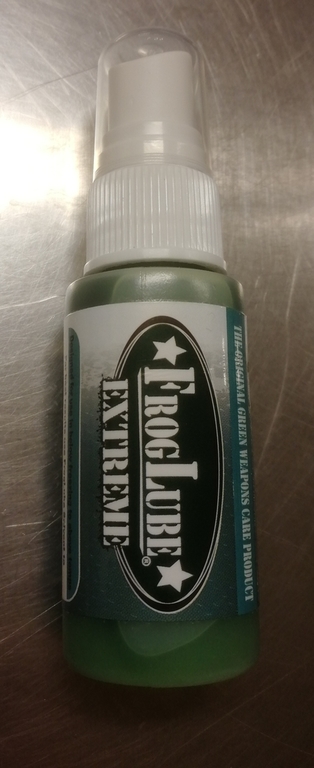 THE ORIGINAL GREEN WEAPONS CARE PRODUCT
FROGLUBE®
EXTREME